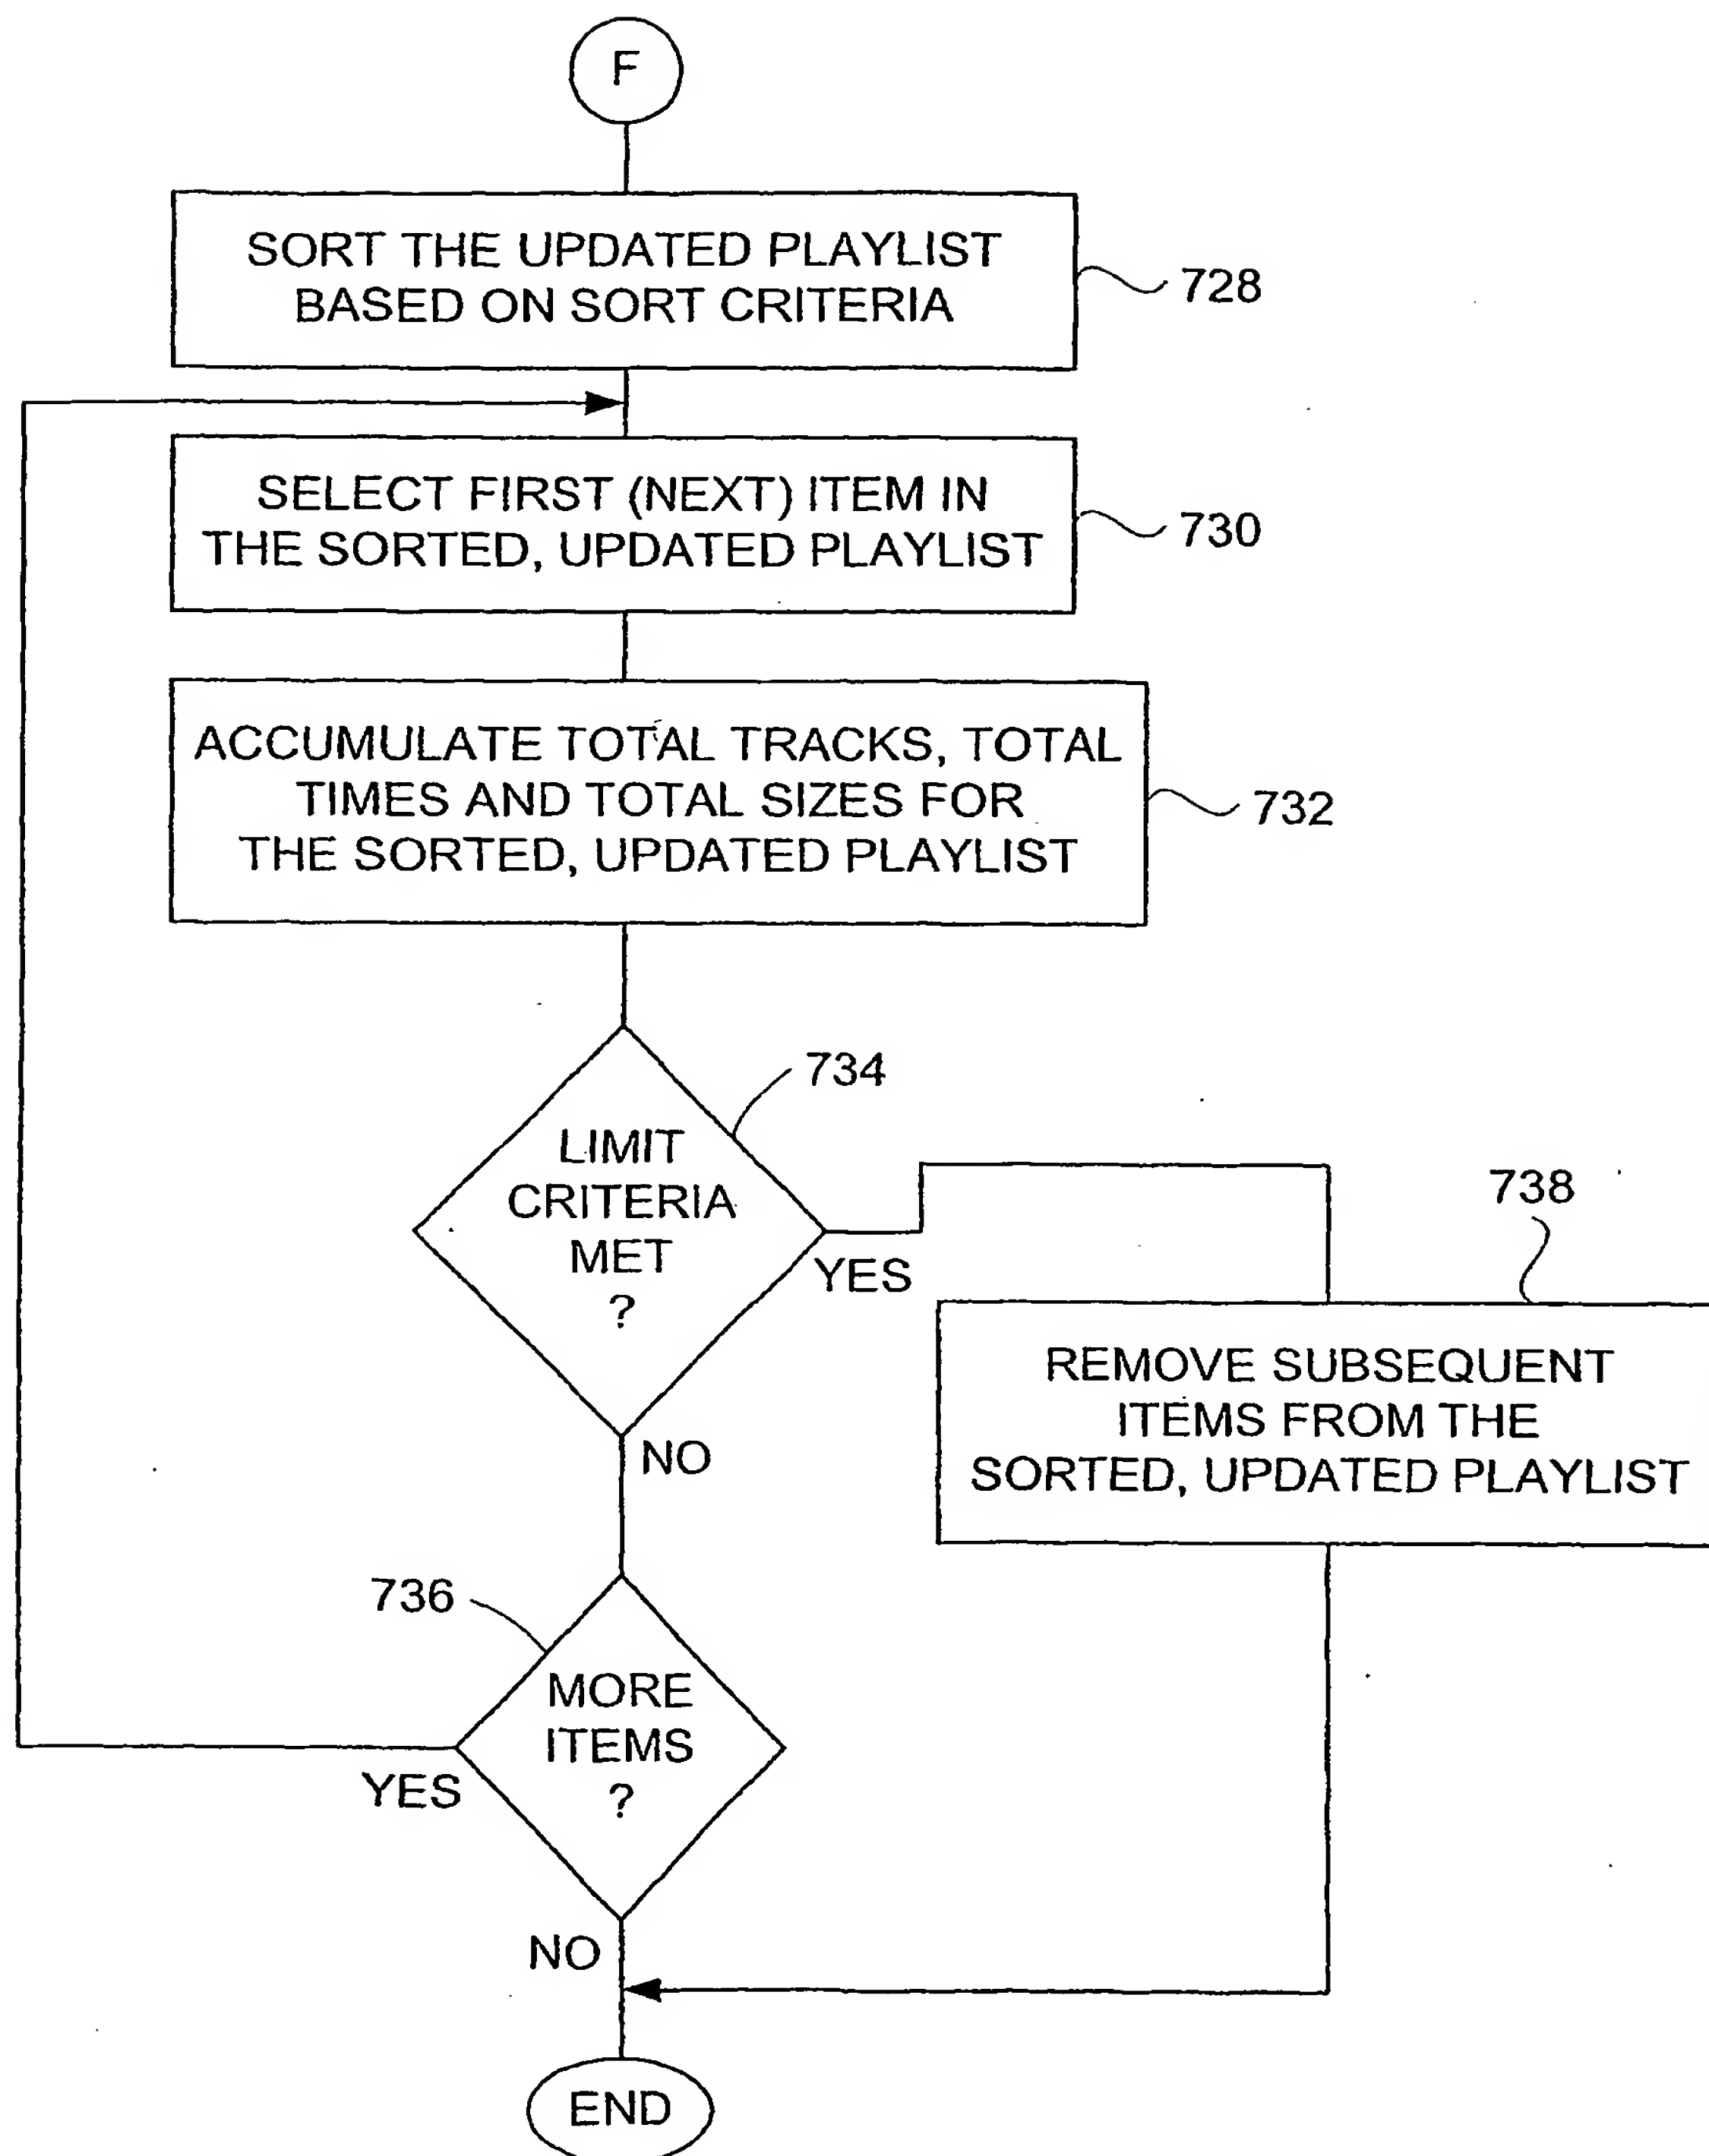 F
SORT THE UPDATED PLAYLIST
BASED ON SORT CRITERIA
728
SELECT FIRST (NEXT) ITEM IN
THE SORTED, UPDATED PLAYLIST
730
ACCUMULATE TOTAL TRACKS, TOTAL
TIMES AND TOTAL SIZES FOR
THE SORTED, UPDATED PLAYLIST
732
734
LIMIT
CRITERIA
MET
?
YES
NO
738
REMOVE SUBSEQUENT
ITEMS FROM THE
SORTED, UPDATED PLAYLIST
736
MORE
ITEMS
?
YES
NO
END